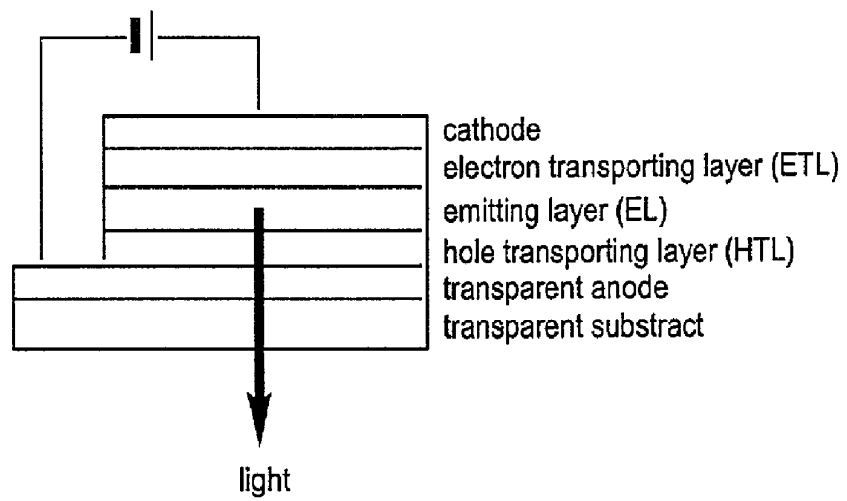 cathode
electron transporting layer (ETL)
emitting layer (EL)
hole transporting layer (HTL)
transparent anode
transparent substract
light